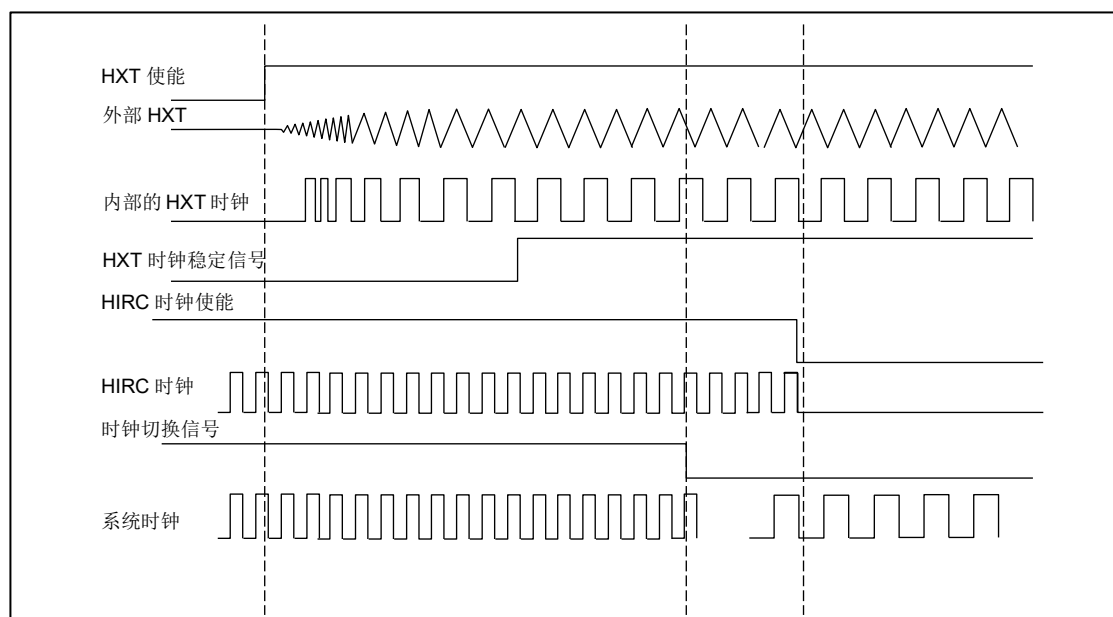 HXT 使能
外部 HXT
内部的 HXT 时钟
HXT 时钟稳定信号
HIRC 时钟使能
HIRC 时钟
时钟切换信号
系统时钟